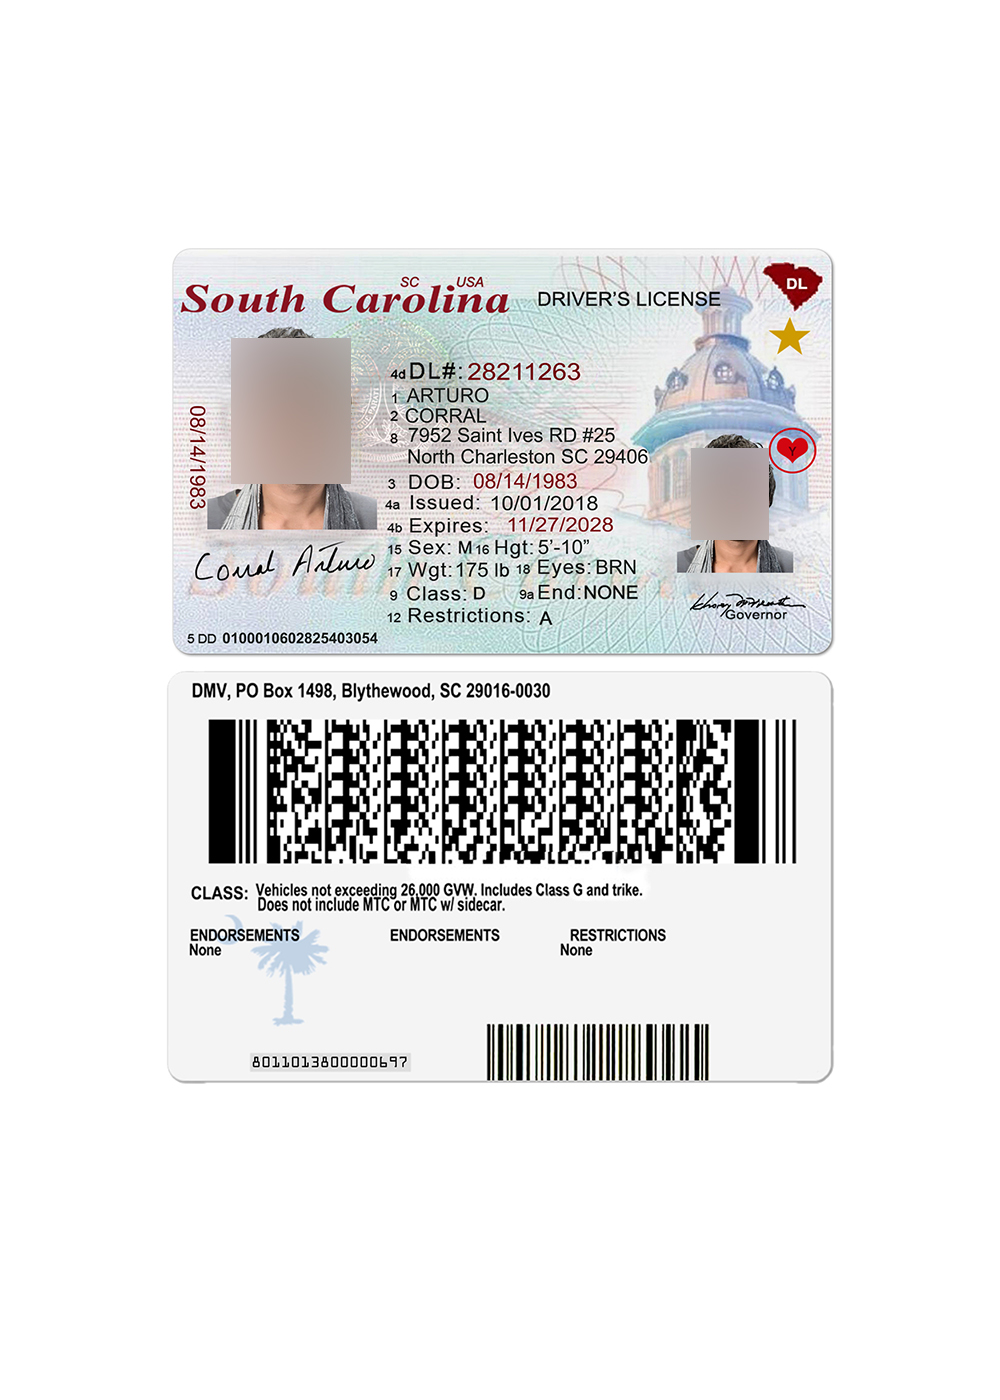 SC USA
South Carolina DRIVER'S LICENSE
DL
4d DL#: 28211263
1 ARTURO
2 CORRAL
8 7952 Saint Ives RD #25
North Charleston SC 29406
08/14/1983
Y
3 DOB: 08/14/1983
4a Issued: 10/01/2018
4b Expires: 11/27/2028
15 Sex: M 16 Hgt: 5'-10”
17 Wgt: 175 lb 18 Eyes: BRN
9 Class: D 9a End: NONE
12 Restrictions: A
Corral Arturo
Governor
5 DD 0100010602825403054
DMV, PO Box 1498, Blythewood, SC 29016-0030
CLASS: Vehicles not exceeding 26,000 GVW. Includes Class G and trike.
Does not include MTC or MTC w/ sidecar.
ENDORSEMENTS ENDORSEMENTS RESTRICTIONS
None None
8011013800000697